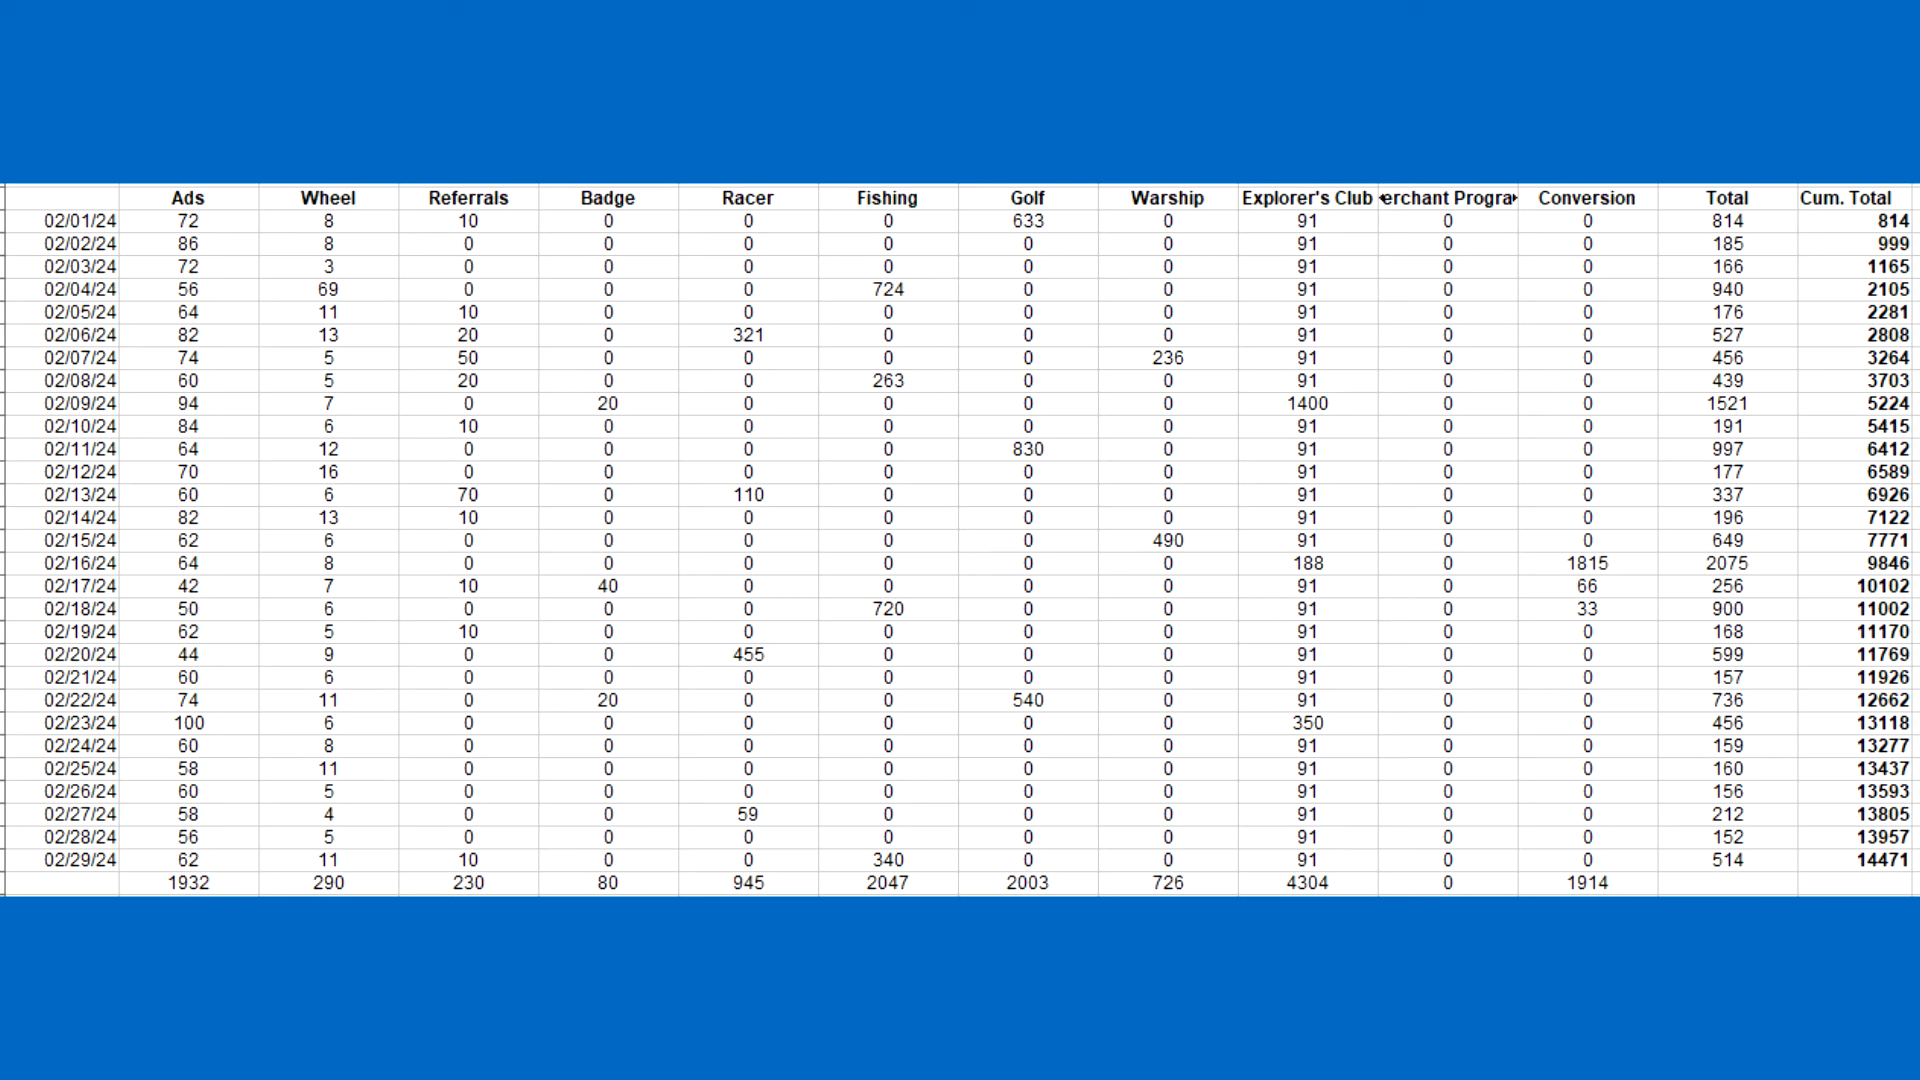 Ads Wheel Referrals Badge Racer Fishing Golf Warship Explorer's Club erchant Progra Conversion Total Cum. Total
02/01/24 72 8 10 0 0 0 633 0 91 0 0 814 814
02/02/24 86 8 0 0 0 0 0 0 91 0 0 185 999
02/03/24 72 3 0 0 0 0 0 0 91 0 0 166 1165
02/04/24 56 69 0 0 0 724 0 0 91 0 0 940 2105
02/05/24 64 11 10 0 0 0 0 0 91 0 0 176 2281
02/06/24 82 13 20 0 321 0 0 0 91 0 0 527 2808
02/07/24 74 5 50 0 0 0 0 236 91 0 0 456 3264
02/08/24 60 5 20 0 0 263 0 0 91 0 0 439 3703
02/09/24 94 7 0 20 0 0 0 0 1400 0 0 1521 5224
02/10/24 84 6 10 0 0 0 0 0 91 0 0 191 5415
02/11/24 64 12 0 0 0 0 830 0 91 0 0 997 6412
02/12/24 70 16 0 0 0 0 0 0 91 0 0 177 6589
02/13/24 60 6 70 0 110 0 0 0 91 0 0 337 6926
02/14/24 82 13 10 0 0 0 0 0 91 0 0 196 7122
02/15/24 62 6 0 0 0 0 0 490 91 0 0 649 7771
02/16/24 64 8 0 0 0 0 0 0 188 0 1815 2075 9846
02/17/24 42 7 10 40 0 0 0 0 91 0 66 256 10102
02/18/24 50 6 0 0 0 720 0 0 91 0 33 900 11002
02/19/24 62 5 10 0 0 0 0 0 91 0 0 168 11170
02/20/24 44 9 0 0 455 0 0 0 91 0 0 599 11769
02/21/24 60 6 0 0 0 0 0 0 91 0 0 157 11926
02/22/24 74 11 0 20 0 0 540 0 91 0 0 736 12662
02/23/24 100 6 0 0 0 0 0 0 350 0 0 456 13118
02/24/24 60 8 0 0 0 0 0 0 91 0 0 159 13277
02/25/24 58 11 0 0 0 0 0 0 91 0 0 160 13437
02/26/24 60 5 0 0 0 0 0 0 91 0 0 156 13593
02/27/24 58 4 0 0 59 0 0 0 91 0 0 212 13805
02/28/24 56 5 0 0 0 0 0 0 91 0 0 152 13957
02/29/24 62 11 10 0 0 340 0 0 91 0 0 514 14471
1932 290 230 80 945 2047 2003 726 4304 0 1914